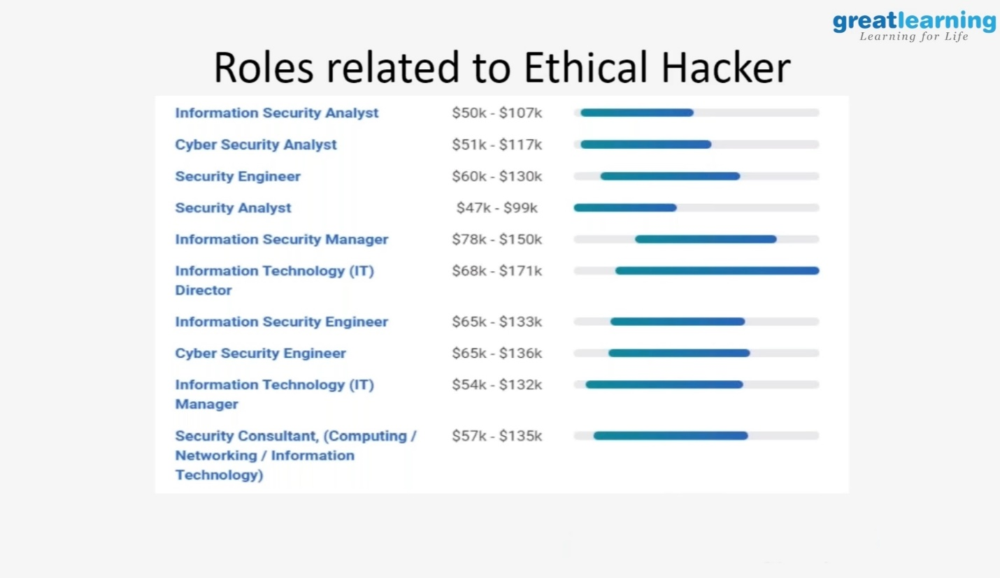 greatlearning
Learning for Life
Roles related to Ethical Hacker
Information Security Analyst $50k - $107k
Cyber Security Analyst $51k - $117k
Security Engineer $60k - $130k
Security Analyst $47k - $99k
Information Security Manager $78k - $150k
Information Technology (IT) $68k - $171k
Director
Information Security Engineer $65k - $133k
Cyber Security Engineer $65k - $136k
Information Technology (IT) $54k - $132k
Manager
Security Consultant, (Computing / $57k - $135k
Networking / Information
Technology)